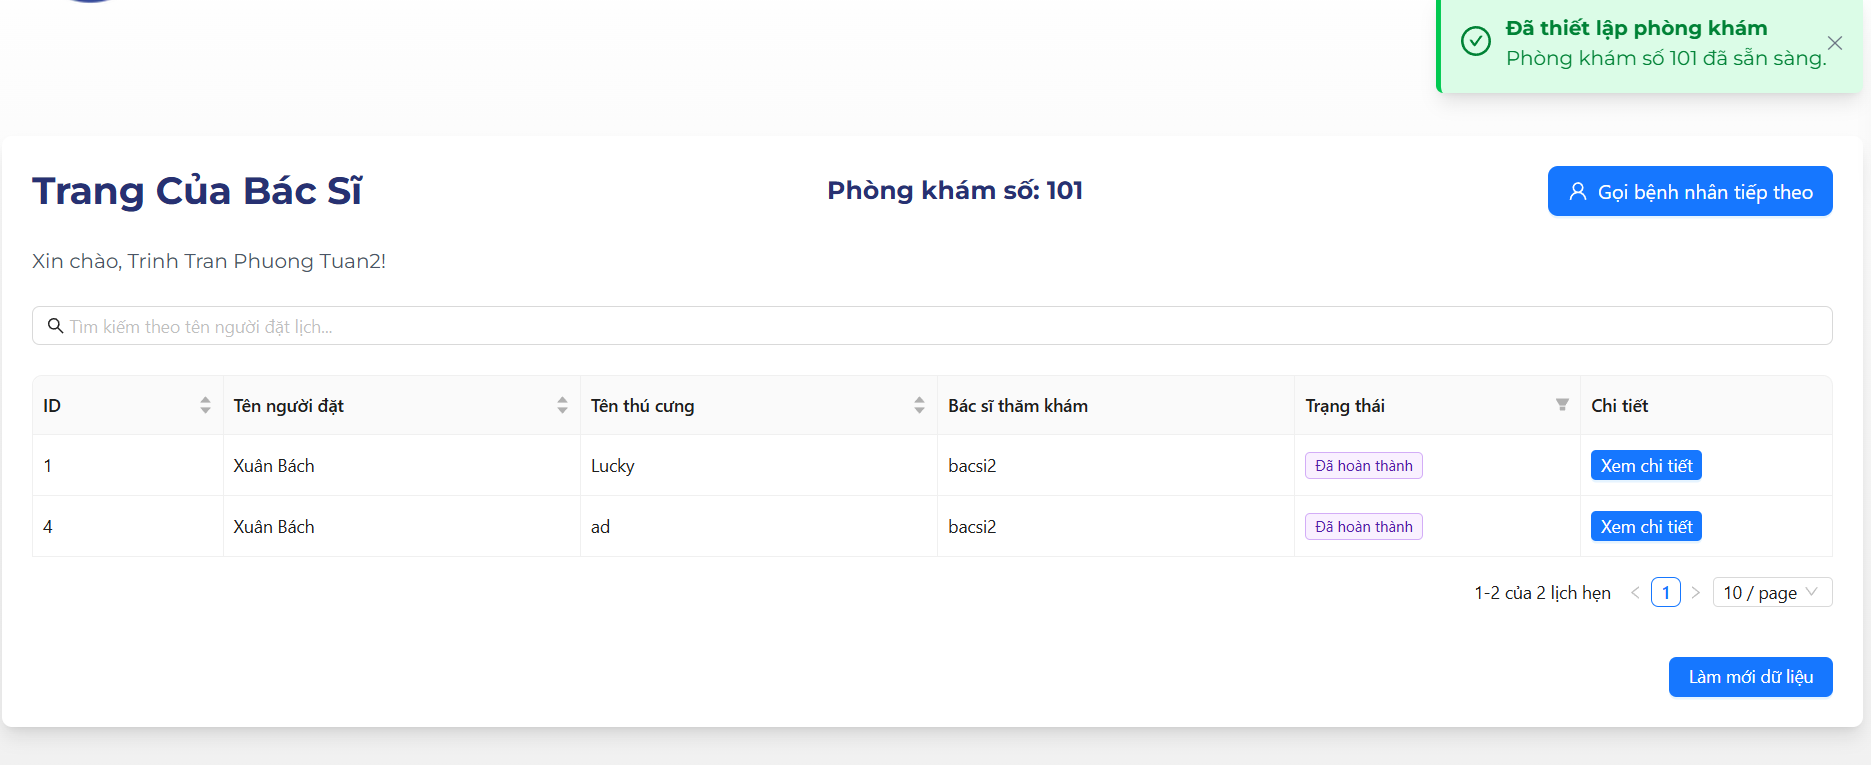 Đã thiết lập phòng khám
Phòng khám số 101 đã sẵn sàng.
Trang Của Bác Sĩ
Phòng khám số: 101
Gọi bệnh nhân tiếp theo
Xin chào, Trinh Tran Phuong Tuan2!
Tìm kiếm theo tên người đặt lịch...
ID Tên người đặt Tên thú cưng Bác sĩ thăm khám Trạng thái Chi tiết
1 Xuân Bách Lucky bacsi2 Đã hoàn thành Xem chi tiết
4 Xuân Bách ad bacsi2 Đã hoàn thành Xem chi tiết
1-2 của 2 lịch hẹn 1 10 / page
Làm mới dữ liệu